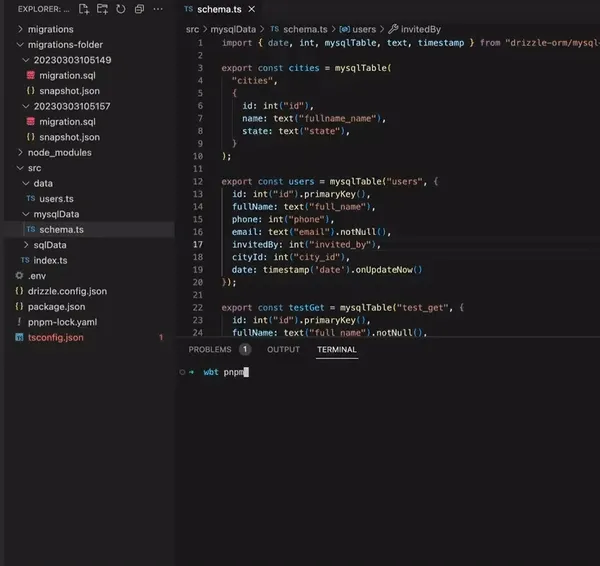 EXPLORER: ...
migrations
migrations-folder
20230303105149
migration.sql
snapshot.json
20230303105157
migration.sql
snapshot.json
node_modules
src
data
TS users.ts
mysqlData
TS schema.ts
sqlData
TS index.ts
.env
drizzle.config.json
package.json
pnpm-lock.yaml
tsconfig.json 1
TS schema.ts
src > mysqlData > TS schema.ts > users > invitedBy
1 import { date, int, mysqlTable, text, timestamp } from "drizzle-orm/mysql-
2
3 export const cities = mysqlTable(
4 "cities",
5 {
6 id: int("id"),
7 name: text("fullname_name"),
8 state: text("state"),
9 }
10 );
11
12 export const users = mysqlTable("users", {
13 id: int("id").primaryKey(),
14 fullName: text("full_name"),
15 phone: int("phone"),
16 email: text("email").notNull(),
17 invitedBy: int("invited_by"),
18 cityId: int("city_id"),
19 date: timestamp('date').onUpdateNow()
20 });
21
22 export const testGet = mysqlTable("test_get", {
23 id: int("id").primaryKey(),
24 fullName: text("full_name").notNull(),
PROBLEMS 1 OUTPUT TERMINAL
wbt pnpm